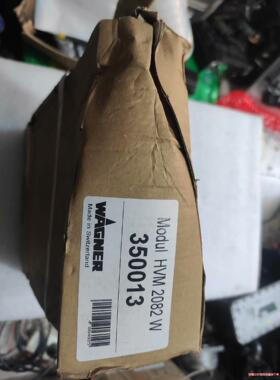 Modul HVM 2082 W
350013
WAGNER
Made in Switzerland